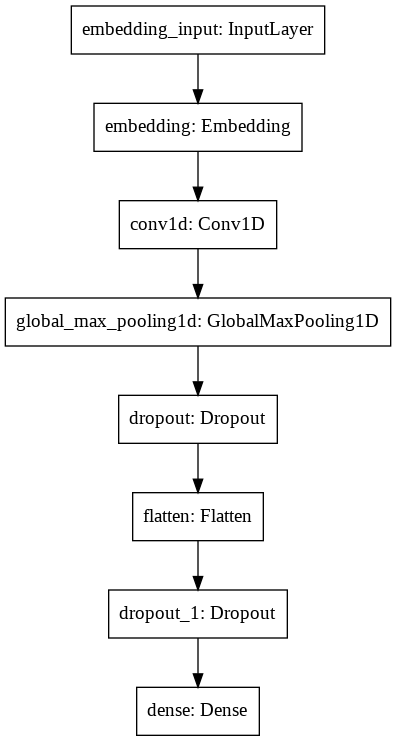 embedding_input: InputLayer
embedding: Embedding
conv1d: Conv1D
global_max_pooling1d: GlobalMaxPooling1D
dropout: Dropout
flatten: Flatten
dropout_1: Dropout
dense: Dense